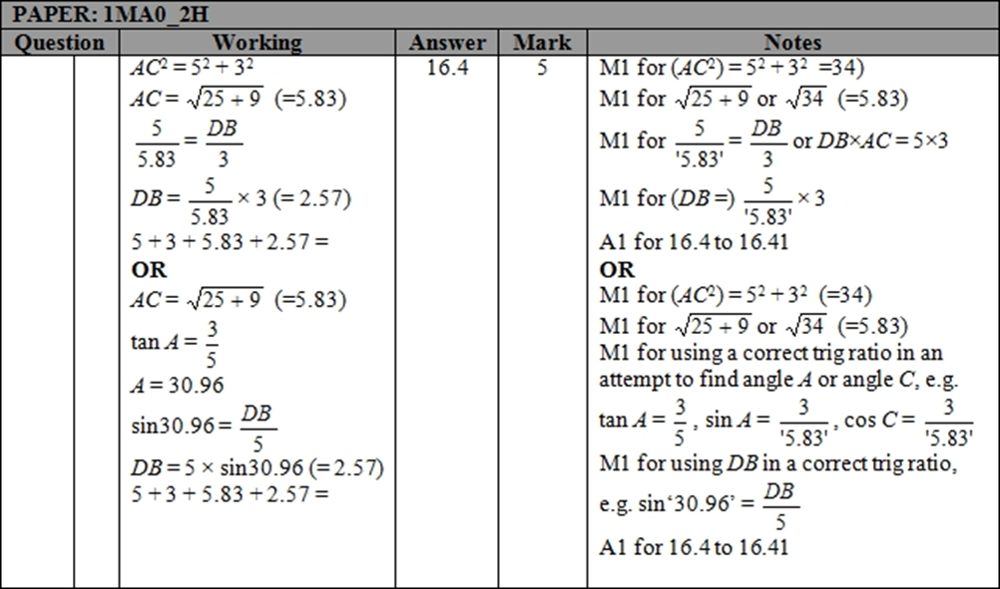 PAPER: 1MA0_2H
Question Working Answer Mark Notes
AC² = 5² + 3²
AC = √25 + 9 (=5.83)
5/5.83 = DB/3
DB = 5/5.83 × 3 (= 2.57)
5 + 3 + 5.83 + 2.57 =
OR
AC = √25 + 9 (=5.83)
tan A = 3/5
A = 30.96
sin30.96 = DB/5
DB = 5 × sin30.96 (= 2.57)
5 + 3 + 5.83 + 2.57 =
16.4
5
M1 for (AC²) = 5² + 3² =34)
M1 for √25 + 9 or √34 (=5.83)
M1 for 5/'5.83' = DB/3 or DB×AC = 5×3
M1 for (DB =) 5/'5.83' × 3
A1 for 16.4 to 16.41
OR
M1 for (AC²) = 5² + 3² (=34)
M1 for √25 + 9 or √34 (=5.83)
M1 for using a correct trig ratio in an
attempt to find angle A or angle C, e.g.
tan A = 3/5, sin A = 3/'5.83', cos C = 3/'5.83'
M1 for using DB in a correct trig ratio,
e.g. sin‘30.96’ = DB/5
A1 for 16.4 to 16.41